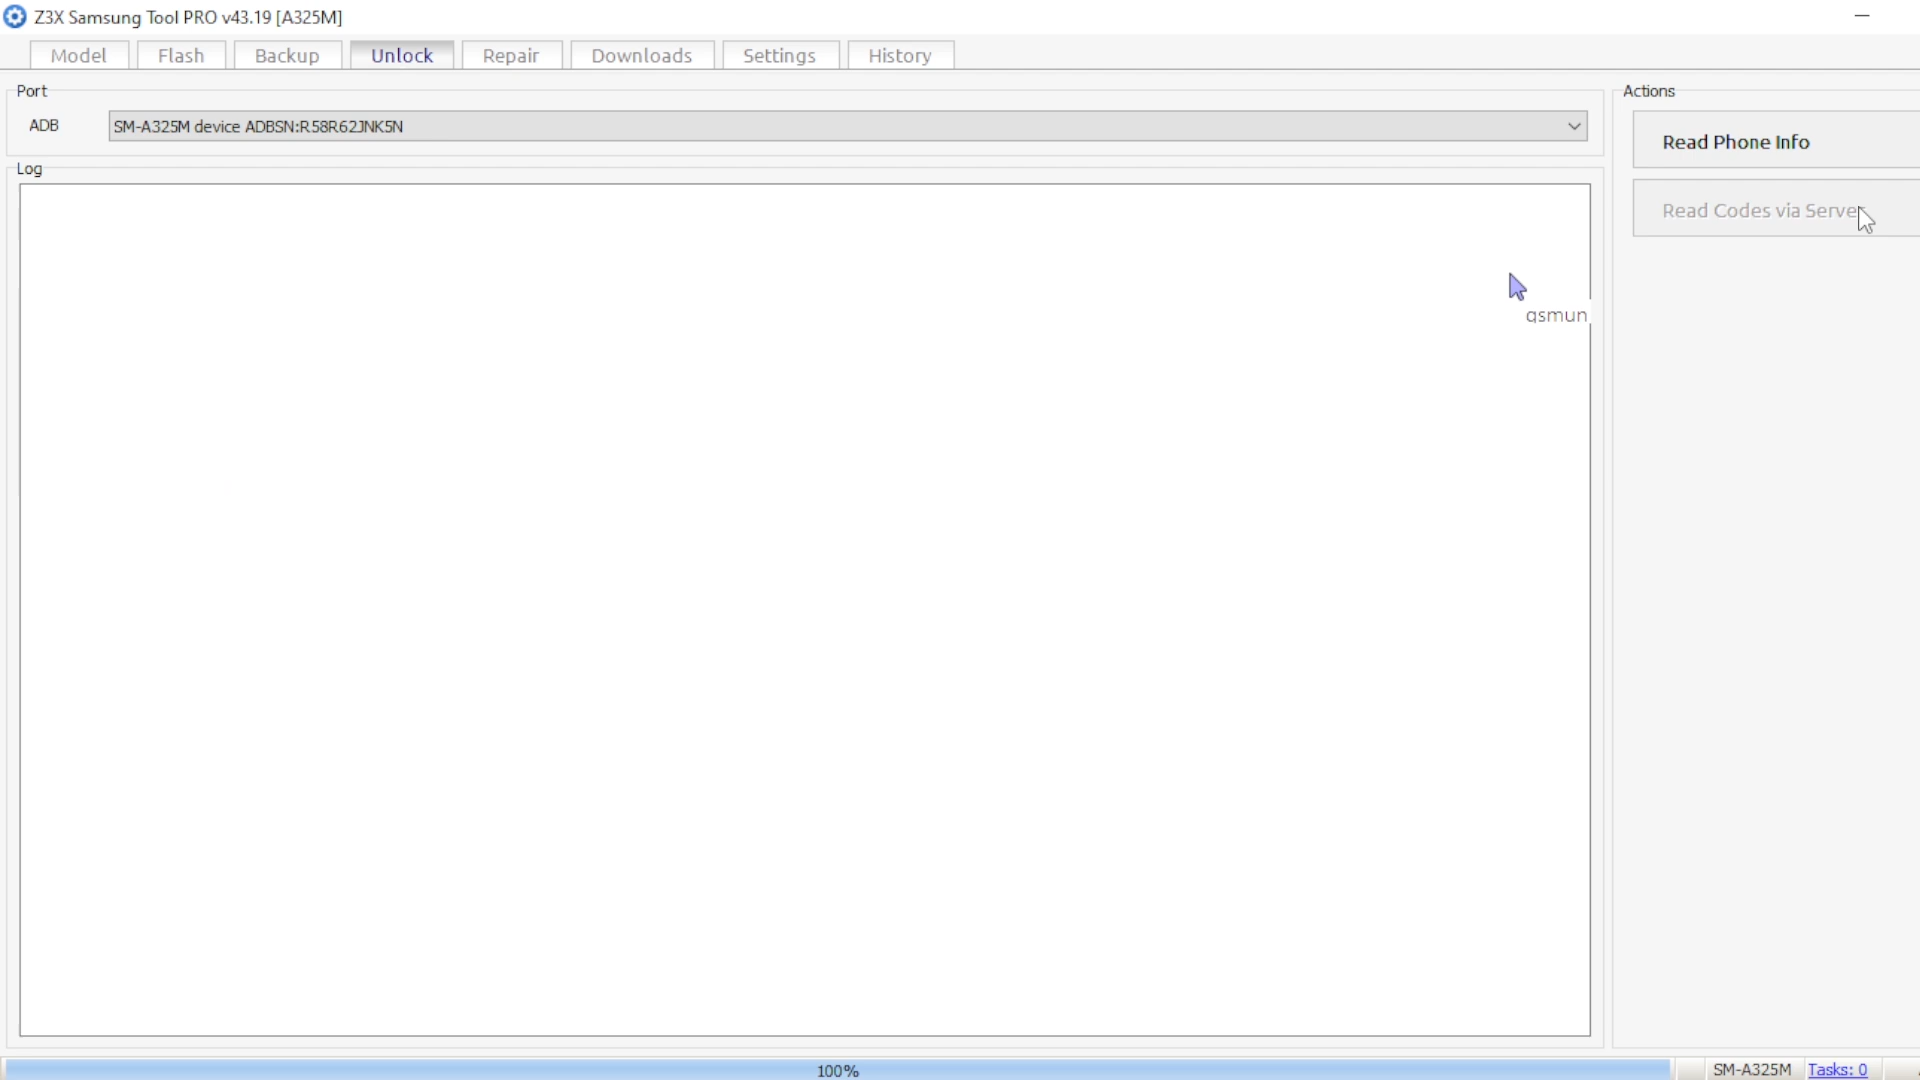 Z3X Samsung Tool PRO v43.19 [A325M]
Model Flash Backup Unlock Repair Downloads Settings History
Port
ADB SM-A325M device ADBSN:R58R62JNK5N
Log
Actions
Read Phone Info
Read Codes via Server
gsmun
100%
SM-A325M Tasks: 0